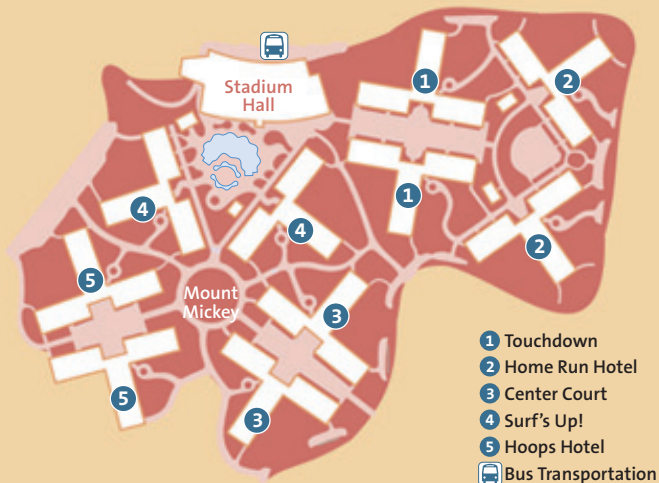 Stadium
Hall
1
2
1
2
4
4
5
Mount
Mickey
3
5
3
1 Touchdown
2 Home Run Hotel
3 Center Court
4 Surf's Up!
5 Hoops Hotel
Bus Transportation